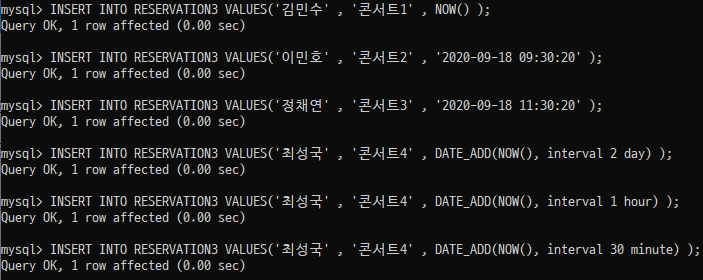 mysql> INSERT INTO RESERVATION3 VALUES('김민수' , '콘서트1' , NOW() );
Query OK, 1 row affected (0.00 sec)
mysql> INSERT INTO RESERVATION3 VALUES('이민호' , '콘서트2' , '2020-09-18 09:30:20' );
Query OK, 1 row affected (0.00 sec)
mysql> INSERT INTO RESERVATION3 VALUES('정채연' , '콘서트3' , '2020-09-18 11:30:20' );
Query OK, 1 row affected (0.00 sec)
mysql> INSERT INTO RESERVATION3 VALUES('최성국' , '콘서트4' , DATE_ADD(NOW(), interval 2 day) );
Query OK, 1 row affected (0.00 sec)
mysql> INSERT INTO RESERVATION3 VALUES('최성국' , '콘서트4' , DATE_ADD(NOW(), interval 1 hour) );
Query OK, 1 row affected (0.00 sec)
mysql> INSERT INTO RESERVATION3 VALUES('최성국' , '콘서트4' , DATE_ADD(NOW(), interval 30 minute) );
Query OK, 1 row affected (0.00 sec)